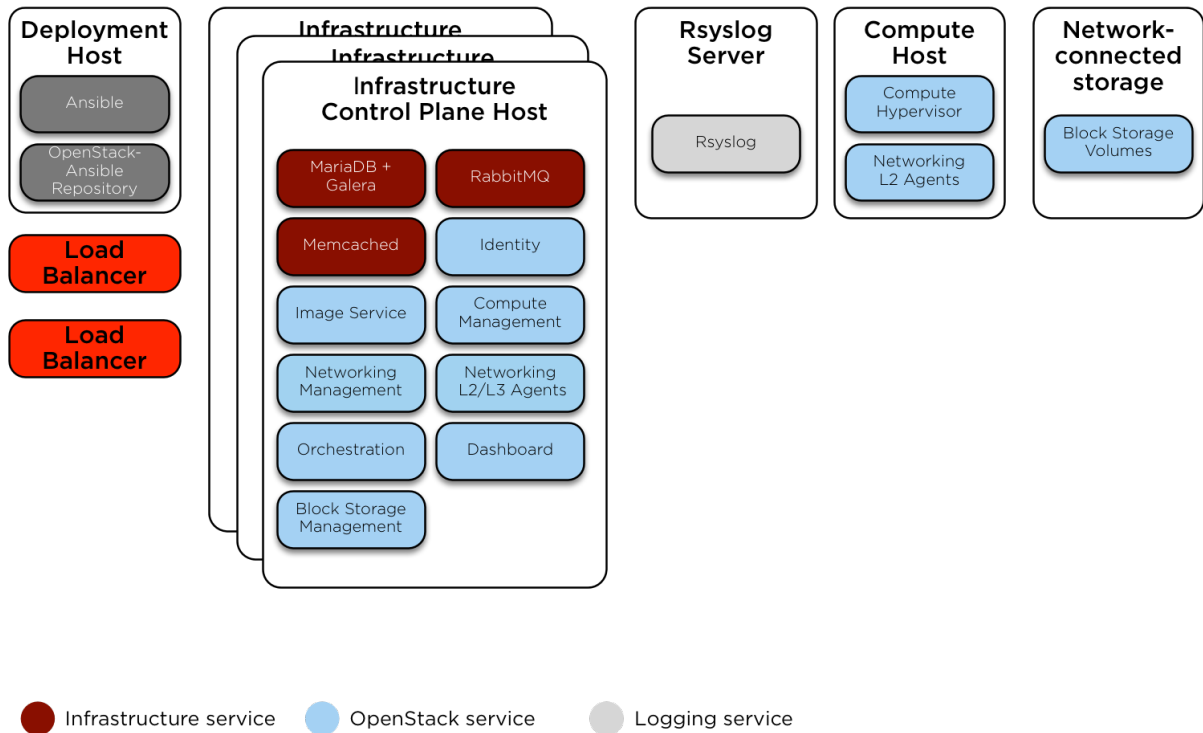 Deployment
Host
Ansible
OpenStack-
Ansible
Repository
Load
Balancer
Load
Balancer
Infrastructure
Infrastructure
Infrastructure
Control Plane Host
MariaDB +
Galera
RabbitMQ
Memcached
Identity
Image Service
Compute
Management
Networking
Management
Networking
L2/L3 Agents
Orchestration
Dashboard
Block Storage
Management
Rsyslog
Server
Rsyslog
Compute
Host
Compute
Hypervisor
Networking
L2 Agents
Network-
connected
storage
Block Storage
Volumes
Infrastructure service
OpenStack service
Logging service